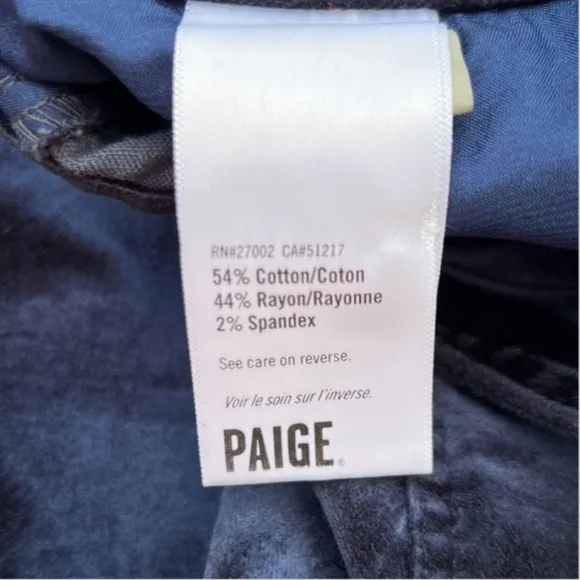 RN#27002 CA#51217
54% Cotton/Coton
44% Rayon/Rayonne
2% Spandex
See care on reverse.
Voir le soin sur l'inverse.
PAIGE®